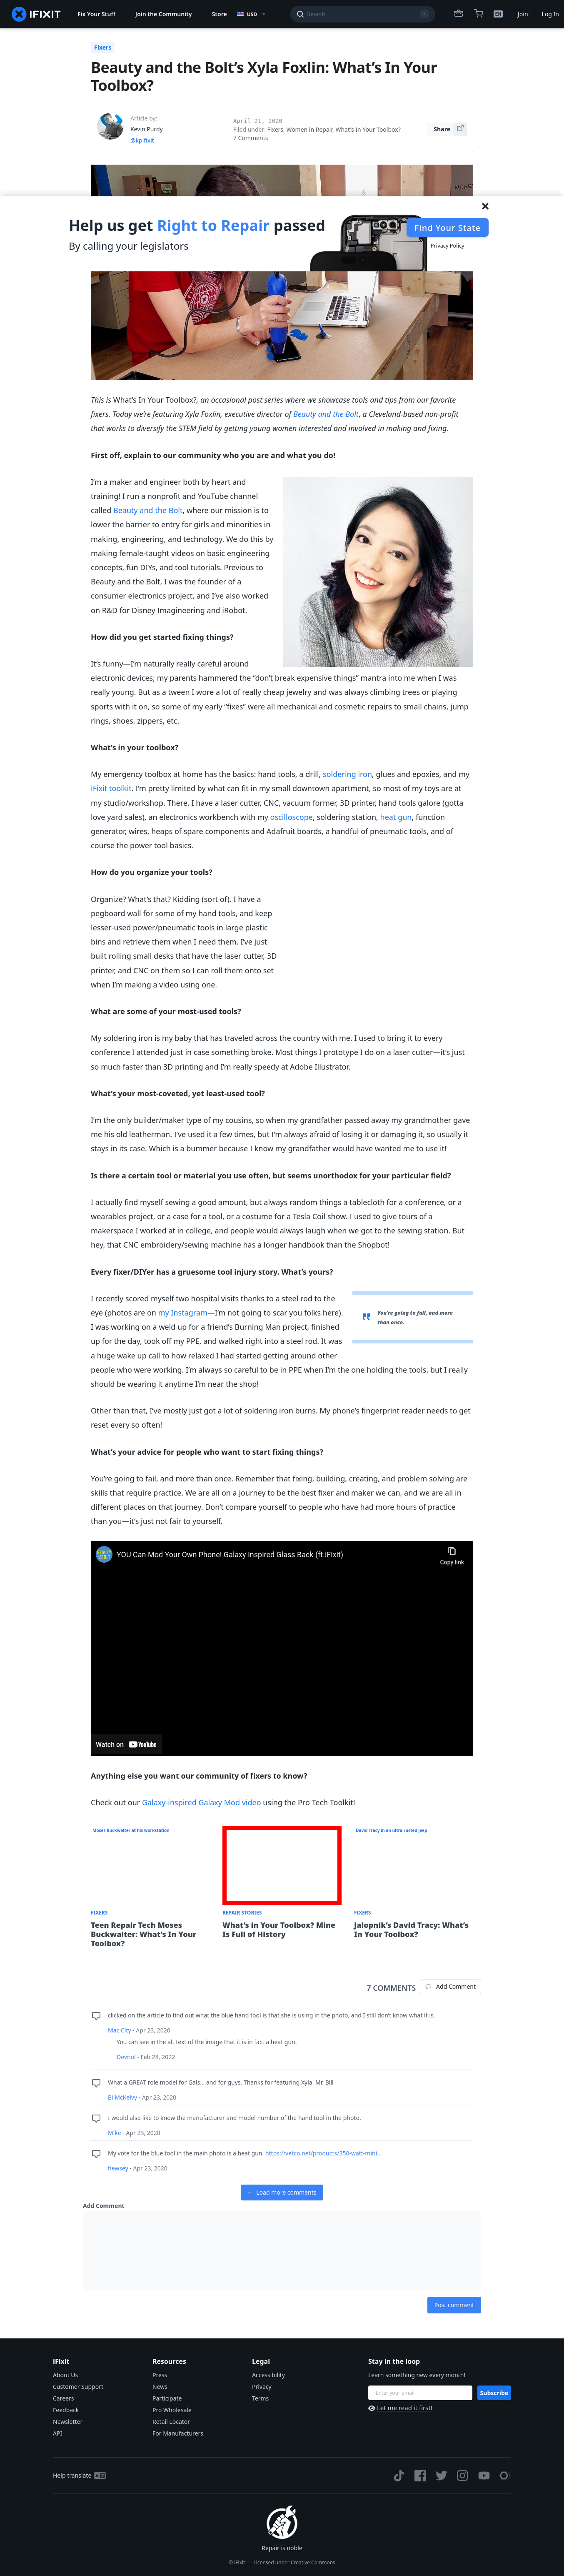 IFIXIT
Fix Your Stuff
Join the Community
Store
USD
Search
/
EN
Join
Log In
Fixers
Beauty and the Bolt’s Xyla Foxlin: What’s In Your
Toolbox?
Article by:
Kevin Purdy
@kpifixit
April 21, 2020
Filed under: Fixers, Women in Repair, What's In Your Toolbox?
7 Comments
Share
Help us get Right to Repair passed
By calling your legislators
Find Your State
Privacy Policy
This is What’s In Your Toolbox?, an occasional post series where we showcase tools and tips from our favorite
fixers. Today we’re featuring Xyla Foxlin, executive director of Beauty and the Bolt, a Cleveland-based non-profit
that works to diversify the STEM field by getting young women interested and involved in making and fixing.
First off, explain to our community who you are and what you do!
I’m a maker and engineer both by heart and
training! I run a nonprofit and YouTube channel
called Beauty and the Bolt, where our mission is to
lower the barrier to entry for girls and minorities in
making, engineering, and technology. We do this by
making female-taught videos on basic engineering
concepts, fun DIYs, and tool tutorials. Previous to
Beauty and the Bolt, I was the founder of a
consumer electronics project, and I’ve also worked
on R&D for Disney Imagineering and iRobot.
How did you get started fixing things?
It’s funny—I’m naturally really careful around
electronic devices; my parents hammered the “don’t break expensive things” mantra into me when I was
really young. But as a tween I wore a lot of really cheap jewelry and was always climbing trees or playing
sports with it on, so some of my early “fixes” were all mechanical and cosmetic repairs to small chains, jump
rings, shoes, zippers, etc.
What’s in your toolbox?
My emergency toolbox at home has the basics: hand tools, a drill, soldering iron, glues and epoxies, and my
iFixit toolkit. I’m pretty limited by what can fit in my small downtown apartment, so most of my toys are at
my studio/workshop. There, I have a laser cutter, CNC, vacuum former, 3D printer, hand tools galore (gotta
love yard sales), an electronics workbench with my oscilloscope, soldering station, heat gun, function
generator, wires, heaps of spare components and Adafruit boards, a handful of pneumatic tools, and of
course the power tool basics.
How do you organize your tools?
Organize? What’s that? Kidding (sort of). I have a
pegboard wall for some of my hand tools, and keep
lesser-used power/pneumatic tools in large plastic
bins and retrieve them when I need them. I’ve just
built rolling small desks that have the laser cutter, 3D
printer, and CNC on them so I can roll them onto set
when I’m making a video using one.
What are some of your most-used tools?
My soldering iron is my baby that has traveled across the country with me. I used to bring it to every
conference I attended just in case something broke. Most things I prototype I do on a laser cutter—it’s just
so much faster than 3D printing and I’m really speedy at Adobe Illustrator.
What’s your most-coveted, yet least-used tool?
I’m the only builder/maker type of my cousins, so when my grandfather passed away my grandmother gave
me his old leatherman. I’ve used it a few times, but I’m always afraid of losing it or damaging it, so usually it
stays in its case. Which is a bummer because I know my grandfather would have wanted me to use it!
Is there a certain tool or material you use often, but seems unorthodox for your particular field?
I actually find myself sewing a good amount, but always random things a tablecloth for a conference, or a
wearables project, or a case for a tool, or a costume for a Tesla Coil show. I used to give tours of a
makerspace I worked at in college, and people would always laugh when we got to the sewing station. But
hey, that CNC embroidery/sewing machine has a longer handbook than the Shopbot!
Every fixer/DIYer has a gruesome tool injury story. What’s yours?
I recently scored myself two hospital visits thanks to a steel rod to the
eye (photos are on my Instagram—I’m not going to scar you folks here).
I was working on a weld up for a friend’s Burning Man project, finished
up for the day, took off my PPE, and walked right into a steel rod. It was
a huge wake up call to how relaxed I had started getting around other
people who were working. I’m always so careful to be in PPE when I’m the one holding the tools, but I really
should be wearing it anytime I’m near the shop!
You’re going to fail, and more
than once.
Other than that, I’ve mostly just got a lot of soldering iron burns. My phone’s fingerprint reader needs to get
reset every so often!
What’s your advice for people who want to start fixing things?
You’re going to fail, and more than once. Remember that fixing, building, creating, and problem solving are
skills that require practice. We are all on a journey to be the best fixer and maker we can, and we are all in
different places on that journey. Don’t compare yourself to people who have had more hours of practice
than you—it’s just not fair to yourself.
YOU Can Mod Your Own Phone! Galaxy Inspired Glass Back (ft.iFixit)
Copy link
Watch on YouTube
Anything else you want our community of fixers to know?
Check out our Galaxy-inspired Galaxy Mod video using the Pro Tech Toolkit!
Moses Buckwalter at his workstation
David Tracy in an ultra-rusted Jeep
FIXERS
Teen Repair Tech Moses
Buckwalter: What’s In Your
Toolbox?
REPAIR STORIES
What’s in Your Toolbox? Mine
Is Full of History
FIXERS
Jalopnik’s David Tracy: What’s
In Your Toolbox?
7 COMMENTS
Add Comment
clicked on the article to find out what the blue hand tool is that she is using in the photo, and I still don’t know what it is.
Mac City - Apr 23, 2020
You can see in the alt text of the image that it is in fact a heat gun.
Devnol - Feb 28, 2022
What a GREAT role model for Gals... and for guys. Thanks for featuring Xyla. Mr. Bill
BillMcKelvy - Apr 23, 2020
I would also like to know the manufacturer and model number of the hand tool in the photo.
Mike - Apr 23, 2020
My vote for the blue tool in the main photo is a heat gun. https://vetco.net/products/350-watt-mini...
hewsey - Apr 23, 2020
Load more comments
Add Comment
Post comment
iFixit
About Us
Customer Support
Careers
Feedback
Newsletter
API
Resources
Press
News
Participate
Pro Wholesale
Retail Locator
For Manufacturers
Legal
Accessibility
Privacy
Terms
Stay in the loop
Learn something new every month!
Enter your email
Subscribe
Let me read it first!
Help translate
Repair is noble
© iFixit — Licensed under Creative Commons